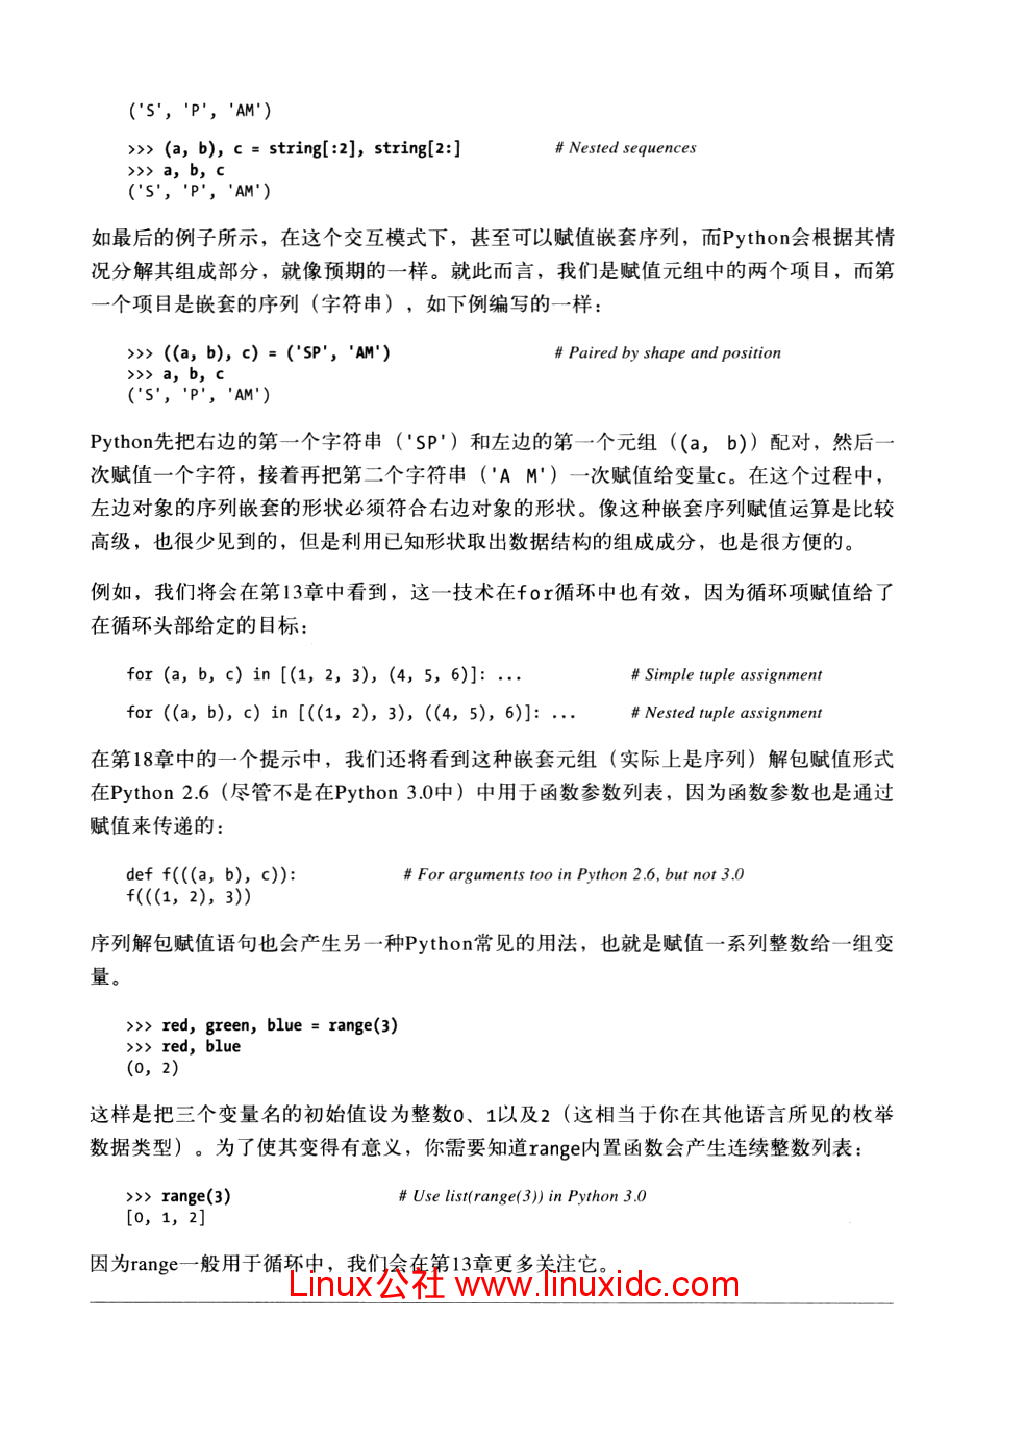 ('S', 'P', 'AM')
>>> (a, b), c = string[:2], string[2:] # Nested sequences
>>> a, b, c
('S', 'P', 'AM')
如最后的例子所示，在这个交互模式下，甚至可以赋值嵌套序列，而Python会根据其情
况分解其组成部分，就像预期的一样。就此而言，我们是赋值元组中的两个项目，而第
一个项目是嵌套的序列（字符串），如下例编写的一样：
>>> ((a, b), c) = ('SP', 'AM') # Paired by shape and position
>>> a, b, c
('S', 'P', 'AM')
Python先把右边的第一个字符串（'SP'）和左边的第一个元组（(a, b)）配对，然后一
次赋值一个字符，接着再把第二个字符串（'A M'）一次赋值给变量c。在这个过程中，
左边对象的序列嵌套的形状必须符合右边对象的形状。像这种嵌套序列赋值运算是比较
高级，也很少见到的，但是利用已知形状取出数据结构的组成成分，也是很方便的。
例如，我们将会在第13章中看到，这一技术在for循环中也有效，因为循环项赋值给了
在循环头部给定的目标：
for (a, b, c) in [(1, 2, 3), (4, 5, 6)]: ... # Simple tuple assignment
for ((a, b), c) in [((1, 2), 3), ((4, 5), 6)]: ... # Nested tuple assignment
在第18章中的一个提示中，我们还将看到这种嵌套元组（实际上是序列）解包赋值形式
在Python 2.6（尽管不是在Python 3.0中）中用于函数参数列表，因为函数参数也是通过
赋值来传递的：
def f(((a, b), c)): # For arguments too in Python 2.6, but not 3.0
f(((1, 2), 3))
序列解包赋值语句也会产生另一种Python常见的用法，也就是赋值一系列整数给一组变
量。
>>> red, green, blue = range(3)
>>> red, blue
(0, 2)
这样是把三个变量名的初始值设为整数0、1以及2（这相当于你在其他语言所见的枚举
数据类型）。为了使其变得有意义，你需要知道range内置函数会产生连续整数列表：
>>> range(3) # Use list(range(3)) in Python 3.0
[0, 1, 2]
因为range一般用于循环中，我们会在第13章更多关注它。
Linux公社 www.linuxidc.com